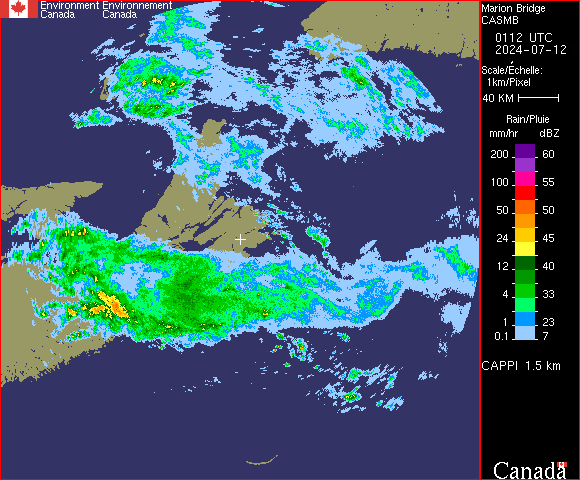 Environment Environnement
Canada Canada
Marion Bridge
CASMB
0112 UTC
2024-07-12
Scale/Échelle:
1km/Pixel
40 KM
Rain/Pluie
mm/hr dBZ
200 60
100 55
50 50
24 45
12 40
4 33
2 23
0.1 7
CAPPI 1.5 km
Canada